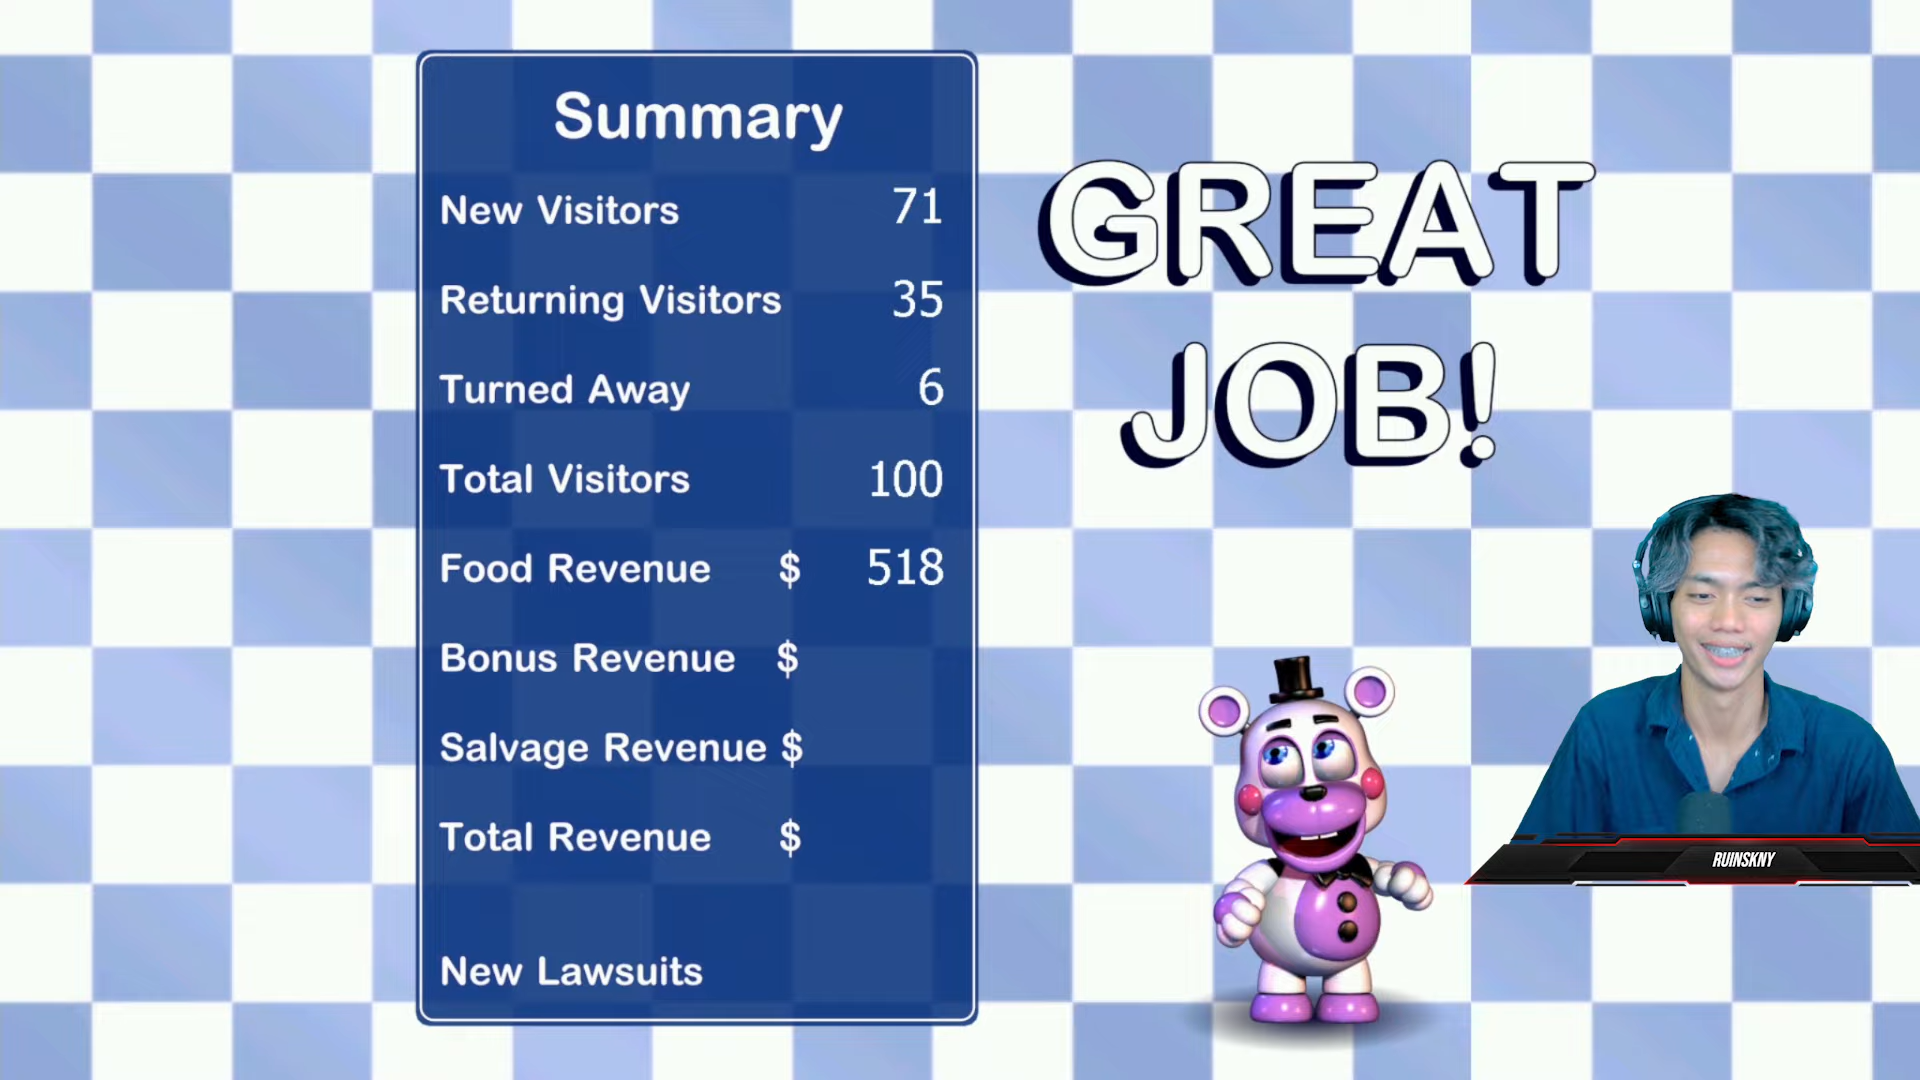 Summary
New Visitors 71
Returning Visitors 35
Turned Away 6
Total Visitors 100
Food Revenue $ 518
Bonus Revenue $
Salvage Revenue $
Total Revenue $
New Lawsuits
GREAT
JOB!
RUINSKNY